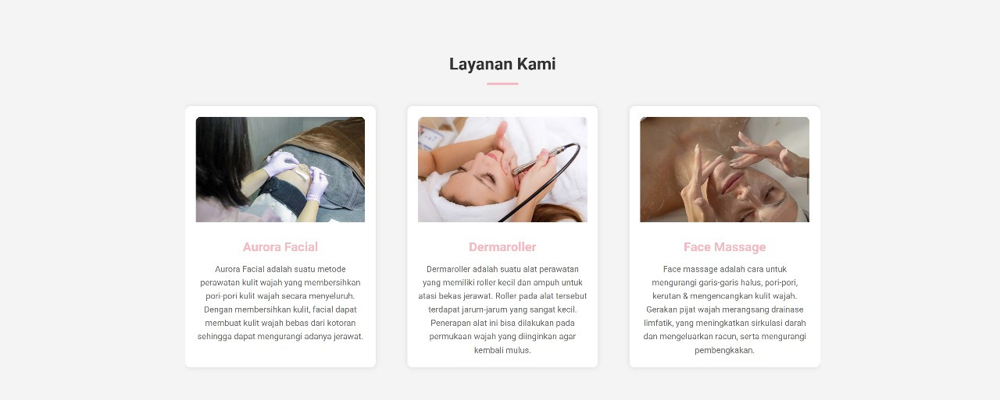 Layanan Kami
Aurora Facial
Aurora Facial adalah suatu metode
perawatan kulit wajah yang membersihkan
pori-pori kulit wajah secara menyeluruh.
Dengan membersihkan kulit, facial dapat
membuat kulit wajah bebas dari kotoran
sehingga dapat mengurangi adanya jerawat.
Dermaroller
Dermaroller adalah suatu alat perawatan
yang memiliki roller kecil dan ampuh untuk
atasi bekas jerawat. Roller pada alat tersebut
terdapat jarum-jarum yang sangat kecil.
Penerapan alat ini bisa dilakukan pada
permukaan wajah yang diinginkan agar
kembali mulus.
Face Massage
Face massage adalah cara untuk
mengurangi garis-garis halus, pori-pori,
kerutan & mengencangkan kulit wajah.
Gerakan pijat wajah merangsang drainase
limfatik, yang meningkatkan sirkulasi darah
dan mengeluarkan racun, serta mengurangi
pembengkakan.